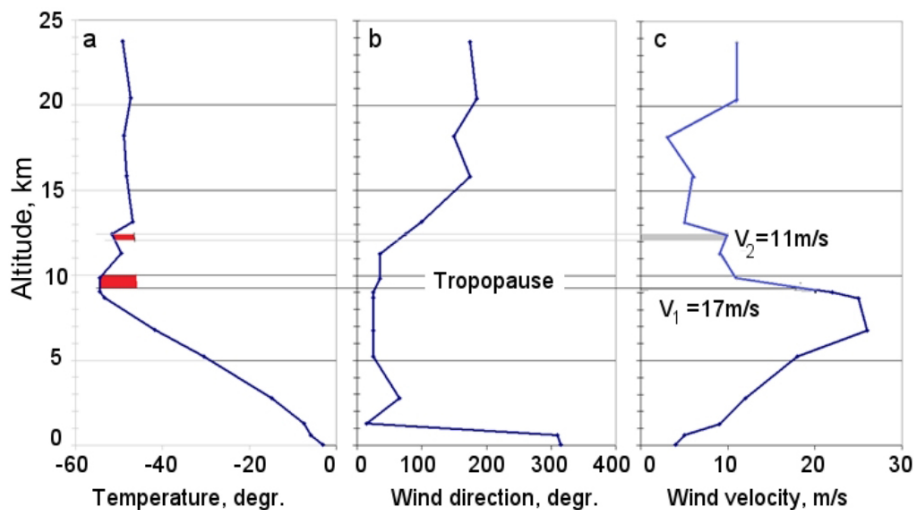 a
b
c
25
20
15
10
5
0
Altitude, km
Tropopause
V2=11m/s
V1 =17m/s
-60 -40 -20 0
0 100 200 300 400
0 10 20 30
Temperature, degr.
Wind direction, degr.
Wind velocity, m/s